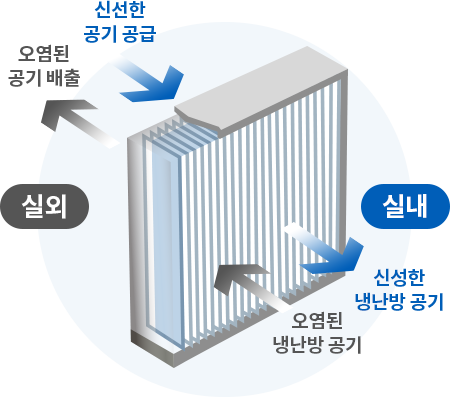 신선한
공기 공급
오염된
공기 배출
실외
실내
신성한
냉난방 공기
오염된
냉난방 공기